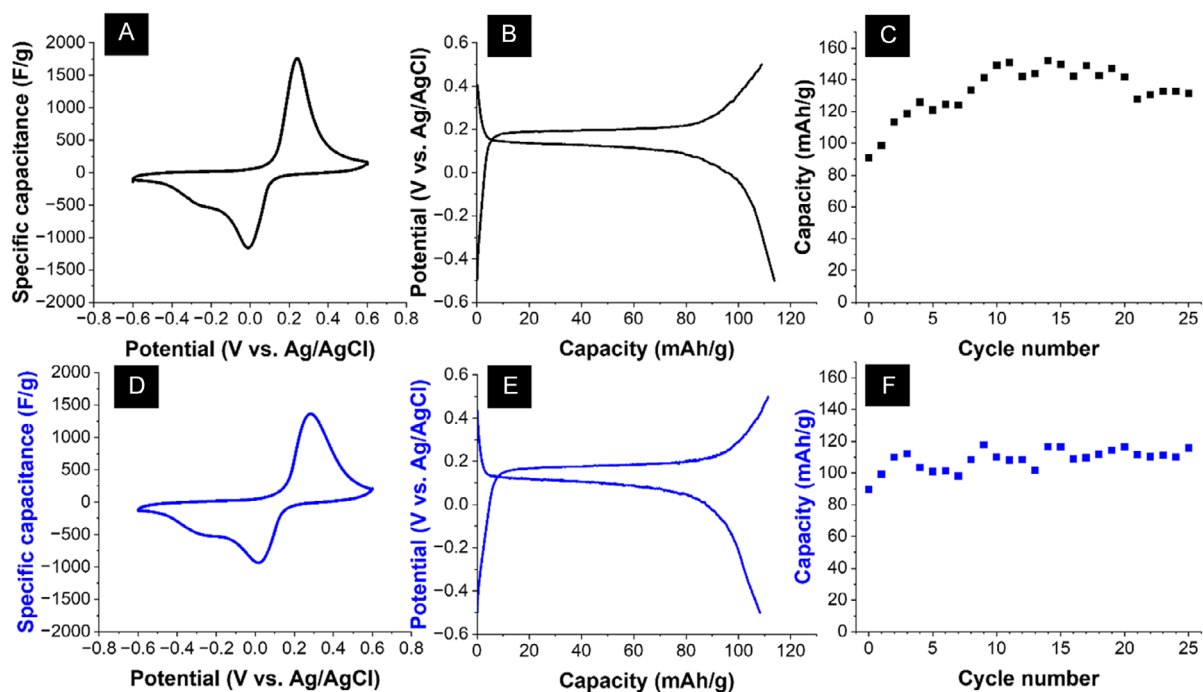 A
Specific capacitance (F/g)
2000
1500
1000
500
0
−500
−1000
−1500
−2000
−0.8 −0.6 −0.4 −0.2 0.0 0.2 0.4 0.6 0.8
Potential (V vs. Ag/AgCl)
B
Potential (V vs. Ag/AgCl)
0.6
0.4
0.2
0.0
−0.2
−0.4
−0.6
0 20 40 60 80 100 120
Capacity (mAh/g)
C
Capacity (mAh/g)
160
140
120
100
80
60
40
20
0
0 5 10 15 20 25
Cycle number
D
Specific capacitance (F/g)
2000
1500
1000
500
0
−500
−1000
−1500
−2000
−0.8 −0.6 −0.4 −0.2 0.0 0.2 0.4 0.6 0.8
Potential (V vs. Ag/AgCl)
E
Potential (V vs. Ag/AgCl)
0.6
0.4
0.2
0.0
−0.2
−0.4
−0.6
0 20 40 60 80 100 120
Capacity (mAh/g)
F
Capacity (mAh/g)
160
140
120
100
80
60
40
20
0
0 5 10 15 20 25
Cycle number